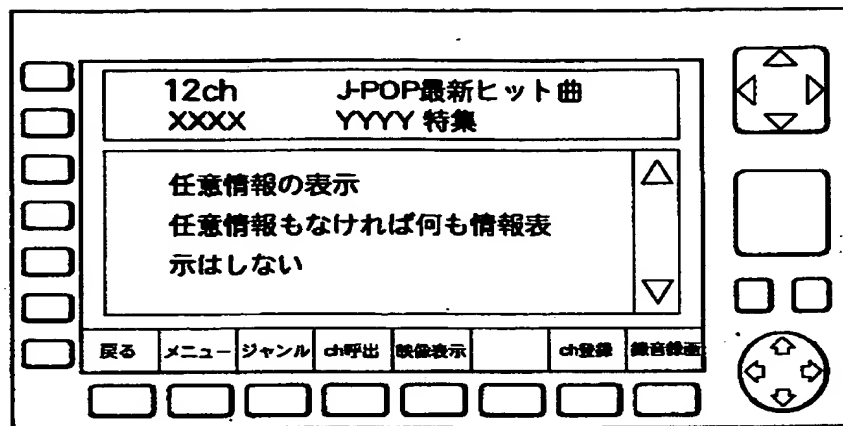 12ch J-POP最新ヒット曲
XXXX YYYY 特集
任意情報の表示
任意情報もなければ何も情報表
示はしない
戻る メニュー ジャンル ch呼出 映像表示 ch登録 録音録画